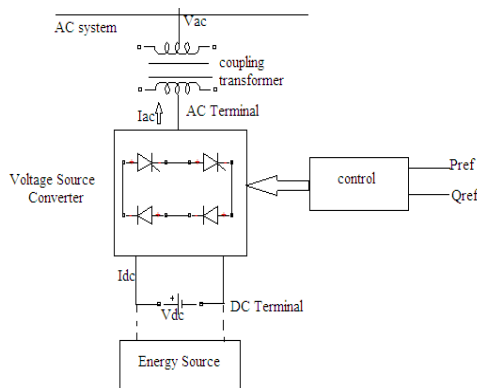 Vac
AC system
coupling
transformer
Iac
AC Terminal
Voltage Source
Converter
control
Pref
Qref
Idc
+
Vdc
DC Terminal
Energy Source